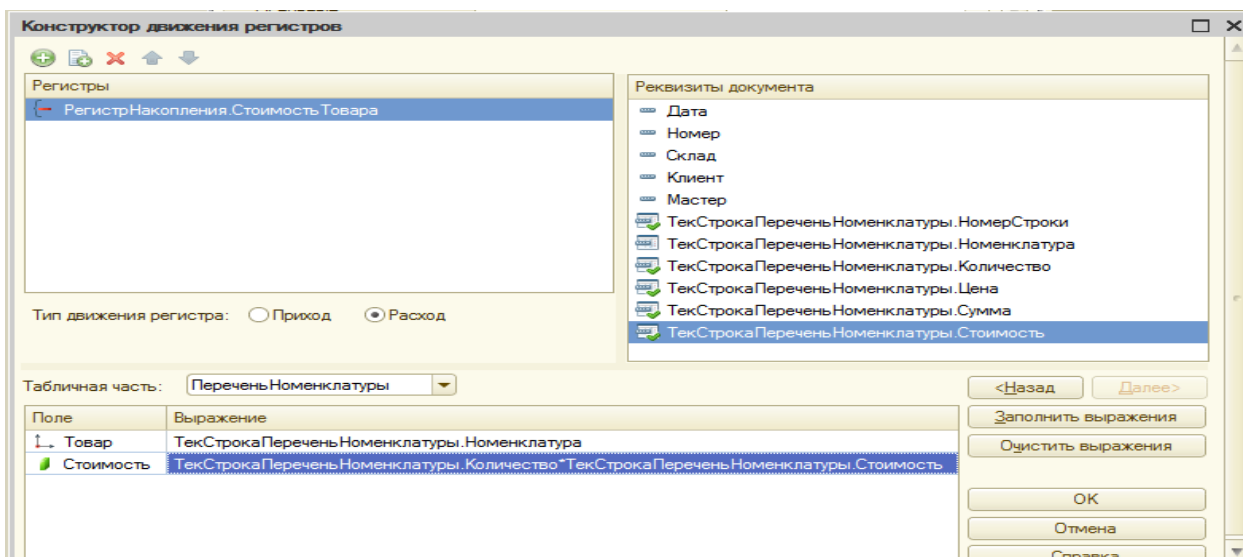 Конструктор движения регистров
Регистры
РегистрНакопления.СтоимостьТовара
Тип движения регистра: Приход Расход
Реквизиты документа
Дата
Номер
Склад
Клиент
Мастер
ТекСтрокаПереченьНоменклатуры.НомерСтроки
ТекСтрокаПереченьНоменклатуры.Номенклатура
ТекСтрокаПереченьНоменклатуры.Количество
ТекСтрокаПереченьНоменклатуры.Цена
ТекСтрокаПереченьНоменклатуры.Сумма
ТекСтрокаПереченьНоменклатуры.Стоимость
Табличная часть: ПереченьНоменклатуры
<Назад Далее>
Поле Выражение
Товар ТекСтрокаПереченьНоменклатуры.Номенклатура
Стоимость ТекСтрокаПереченьНоменклатуры.Количество*ТекСтрокаПереченьНоменклатуры.Стоимость
Заполнить выражения
Очистить выражения
ОК
Отмена
Справка